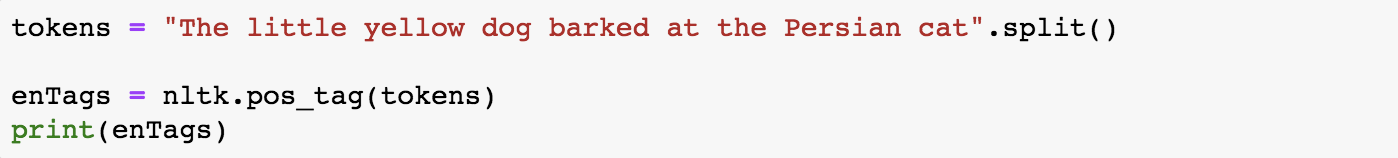 tokens = "The little yellow dog barked at the Persian cat".split()
enTags = nltk.pos_tag(tokens)
print(enTags)